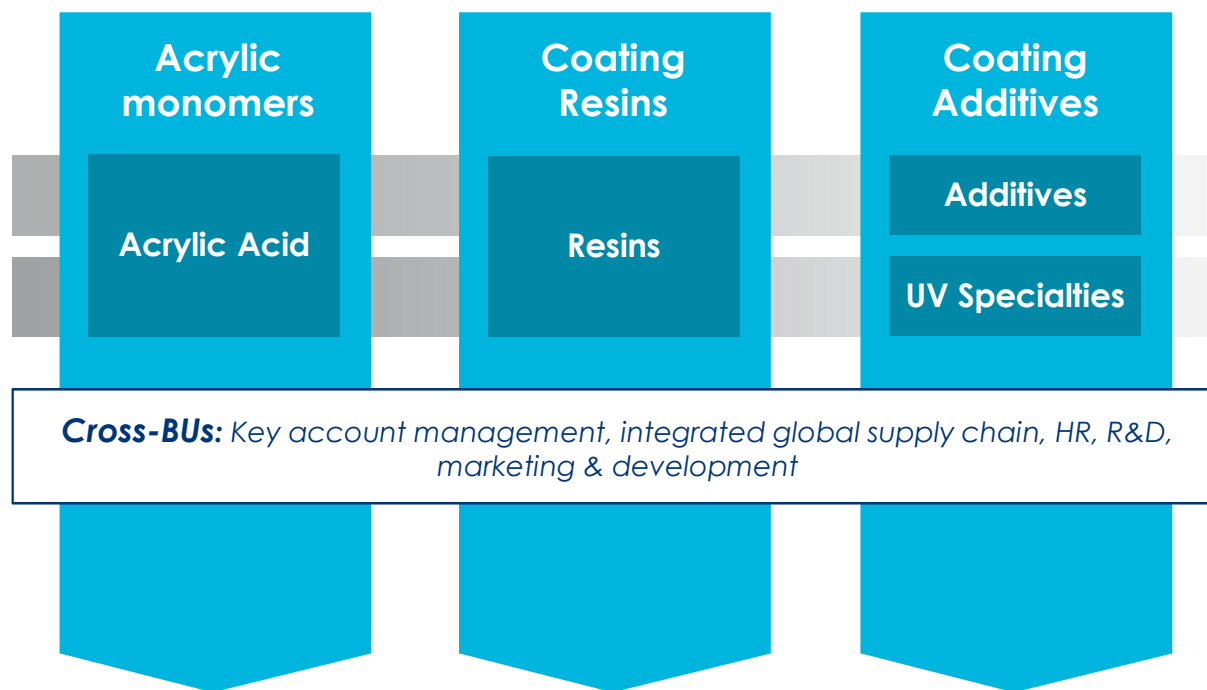 Acrylic
monomers
Coating
Resins
Coating
Additives
Acrylic Acid
Resins
Additives
UV Specialties
Cross-BUs: Key account management, integrated global supply chain, HR, R&D,
marketing & development